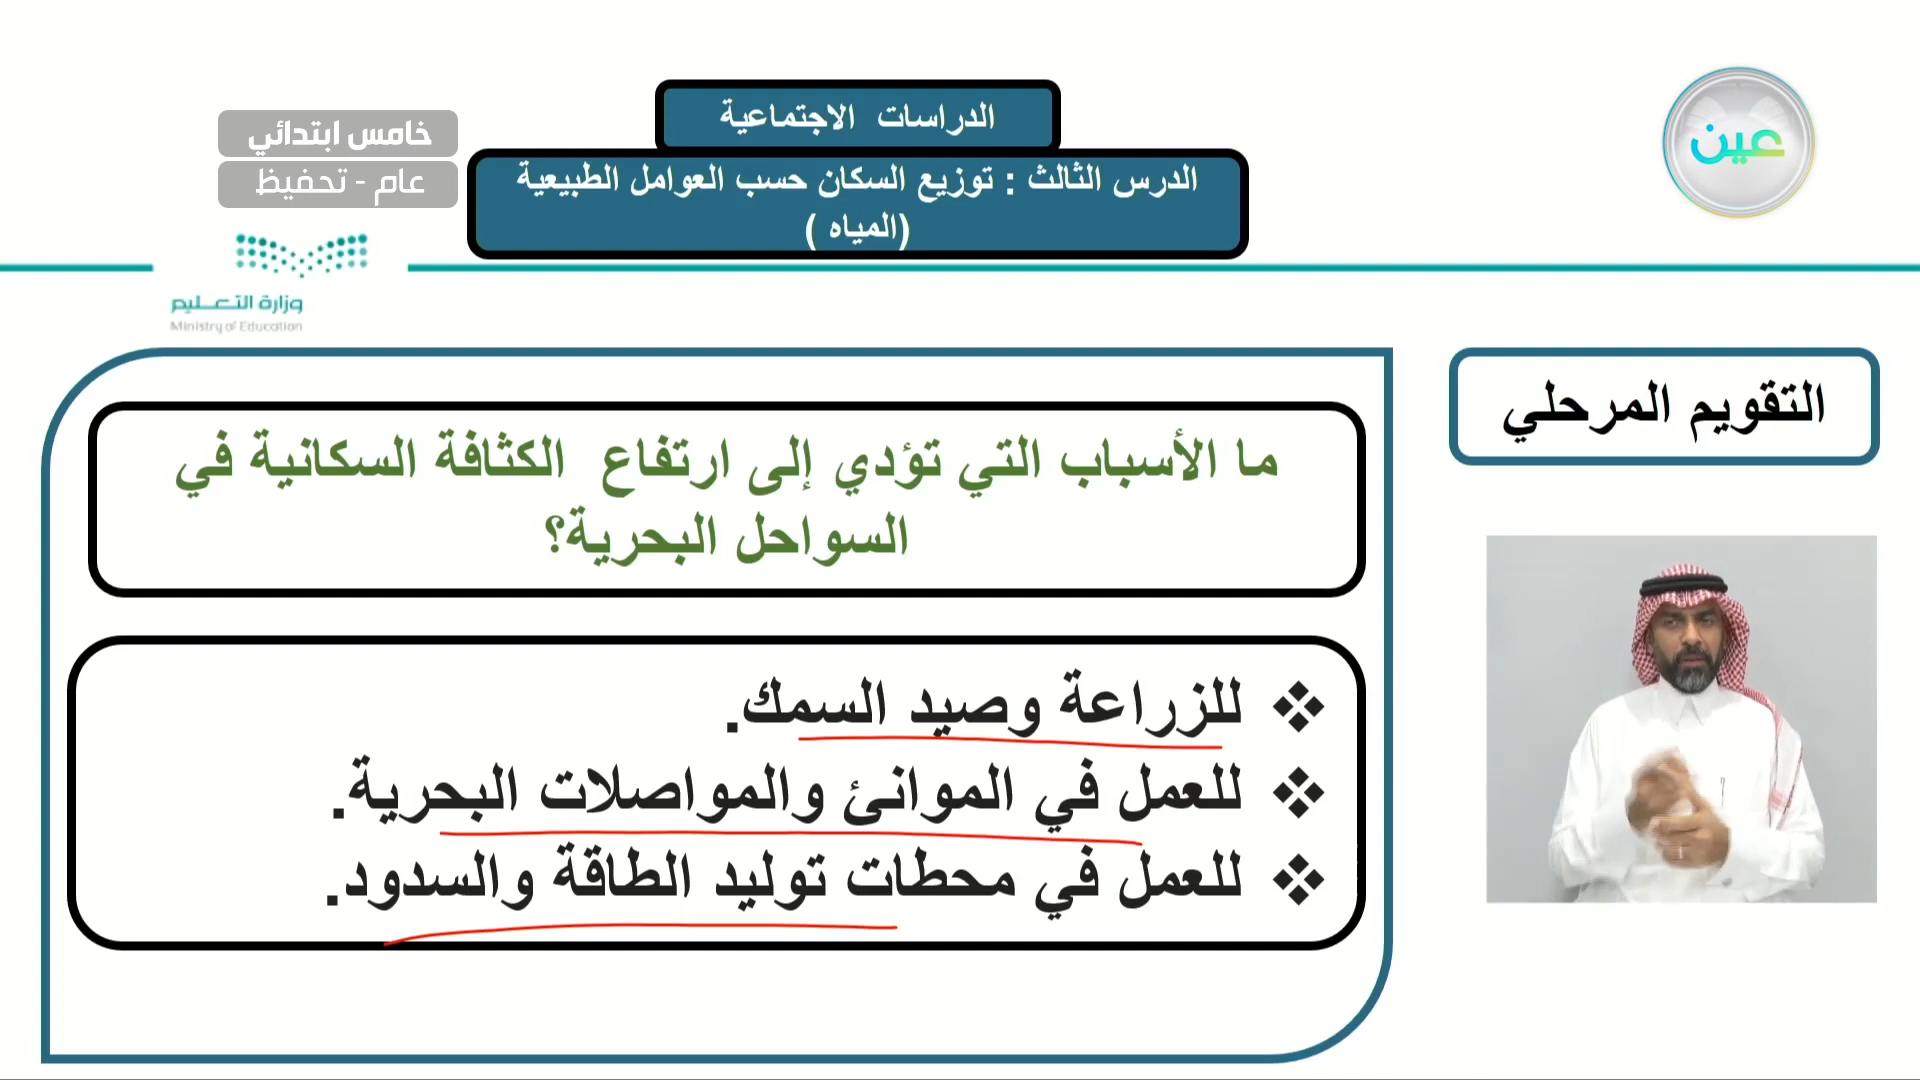 الدراسات الاجتماعية
عين
خامس ابتدائي
عام - تحفيظ
الدرس الثالث : توزيع السكان حسب العوامل الطبيعية
(المياه )
وزارة التعليم
Ministry of Education
التقويم المرحلي
ما الأسباب التي تؤدي إلى ارتفاع الكثافة السكانية في
السواحل البحرية؟
للزراعة وصيد السمك.
للعمل في الموانئ والمواصلات البحرية.
للعمل في محطات توليد الطاقة والسدود.